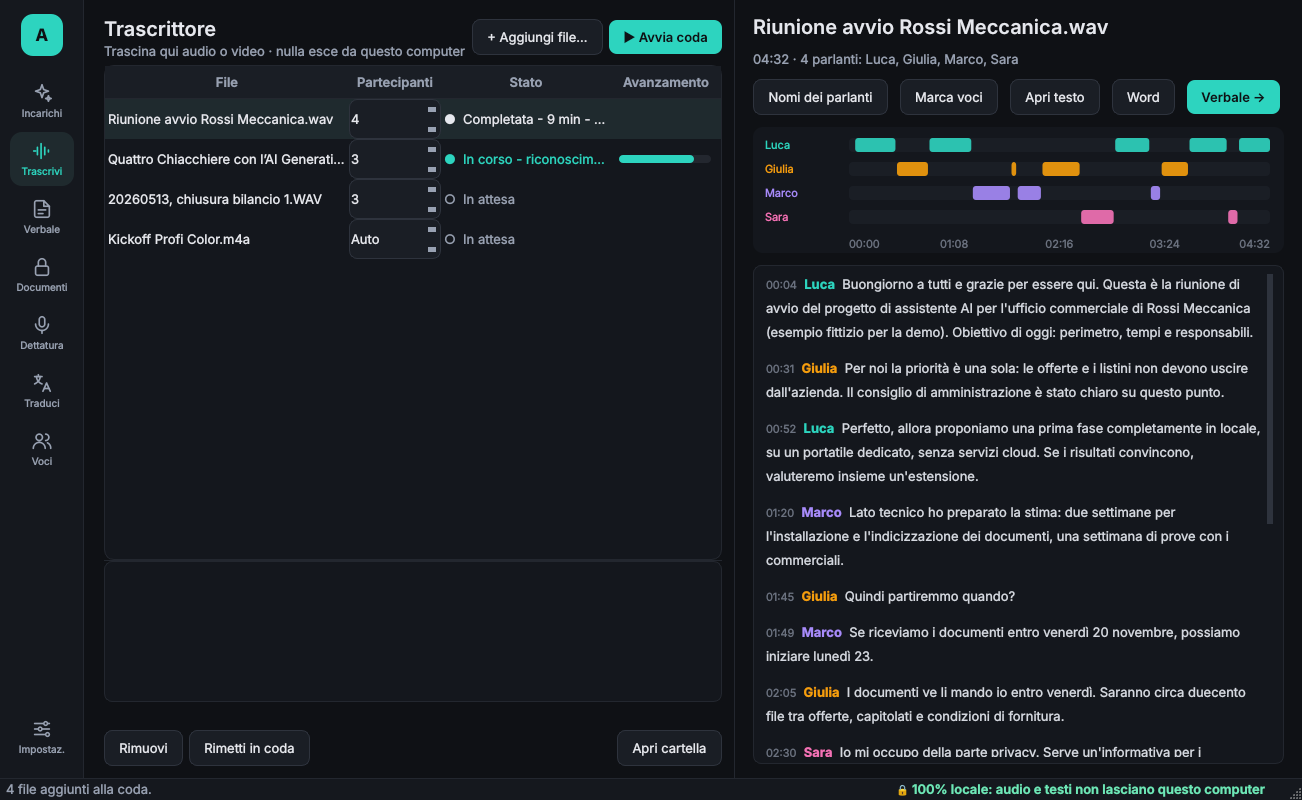 A
Incarichi
Trascrivi
Verbale
Documenti
Dettatura
Traduci
Voci
Impostaz.
Trascrittore
Trascina qui audio o video · nulla esce da questo computer
+ Aggiungi file...
▶ Avvia coda
File Partecipanti Stato Avanzamento
Riunione avvio Rossi Meccanica.wav 4 Completata - 9 min - ...
Quattro Chiacchiere con l'AI Generati... 3 In corso - riconoscim...
20260513, chiusura bilancio 1.WAV 3 In attesa
Kickoff Profi Color.m4a Auto In attesa
Rimuovi
Rimetti in coda
Apri cartella
Riunione avvio Rossi Meccanica.wav
04:32 · 4 parlanti: Luca, Giulia, Marco, Sara
Nomi dei parlanti
Marca voci
Apri testo
Word
Verbale →
Luca
Giulia
Marco
Sara
00:00 01:08 02:16 03:24 04:32
00:04 Luca Buongiorno a tutti e grazie per essere qui. Questa è la riunione di
avvio del progetto di assistente AI per l'ufficio commerciale di Rossi Meccanica
(esempio fittizio per la demo). Obiettivo di oggi: perimetro, tempi e responsabili.
00:31 Giulia Per noi la priorità è una sola: le offerte e i listini non devono uscire
dall'azienda. Il consiglio di amministrazione è stato chiaro su questo punto.
00:52 Luca Perfetto, allora proponiamo una prima fase completamente in locale,
su un portatile dedicato, senza servizi cloud. Se i risultati convincono,
valuteremo insieme un'estensione.
01:20 Marco Lato tecnico ho preparato la stima: due settimane per
l'installazione e l'indicizzazione dei documenti, una settimana di prove con i
commerciali.
01:45 Giulia Quindi partiremmo quando?
01:49 Marco Se riceviamo i documenti entro venerdì 20 novembre, possiamo
iniziare lunedì 23.
02:05 Giulia I documenti ve li mando io entro venerdì. Saranno circa duecento
file tra offerte, capitolati e condizioni di fornitura.
02:30 Sara Io mi occupo della parte privacy. Serve un'informativa per i
4 file aggiunti alla coda.
🔒 100% locale: audio e testi non lasciano questo computer